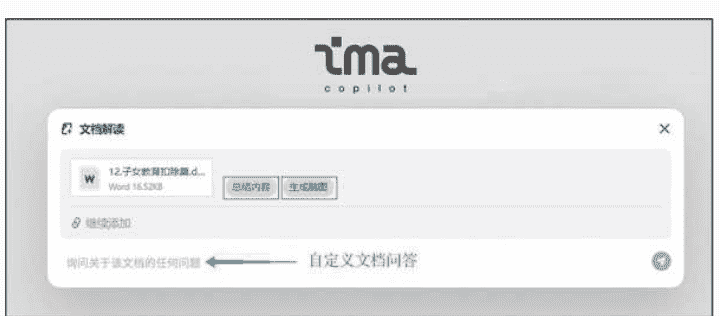 ima
copilot
文档解读
12.子女教育扣除篇.d...
W
Word 16.52KB
总结内容
生成脑图
继续添加
询问关于该文档的任何问题
自定义文档问答